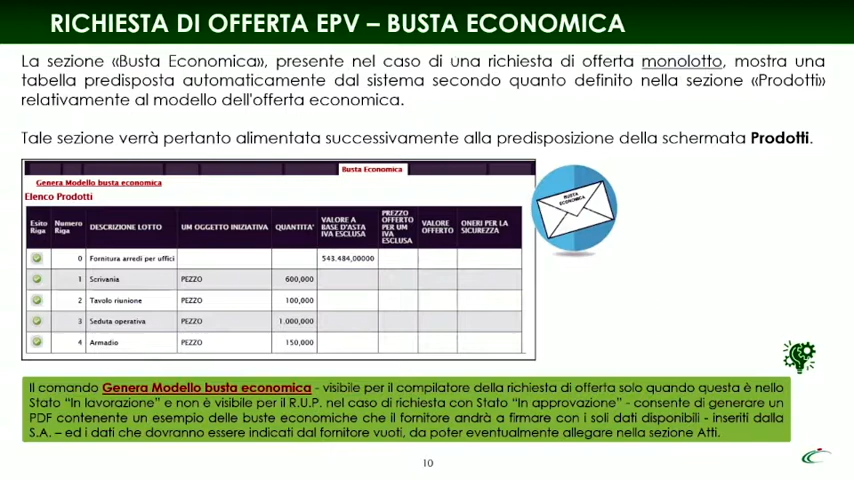 RICHIESTA DI OFFERTA EPV – BUSTA ECONOMICA
La sezione «Busta Economica», presente nel caso di una richiesta di offerta monolotto, mostra una
tabella predisposta automaticamente dal sistema secondo quanto definito nella sezione «Prodotti»
relativamente al modello dell'offerta economica.
Tale sezione verrà pertanto alimentata successivamente alla predisposizione della schermata Prodotti.
Busta Economica
Genera Modello busta economica
Elenco Prodotti
Esito Riga Numero Riga DESCRIZIONE LOTTO UM OGGETTO INIZIATIVA QUANTITA' VALORE A BASE D'ASTA IVA ESCLUSA PREZZO OFFERTO PER UM IVA ESCLUSA VALORE OFFERTO ONERI PER LA SICUREZZA
0 Fornitura arredi per uffici 543.484,00000
1 Scrivania PEZZO 600,000
2 Tavolo riunione PEZZO 100,000
3 Seduta operativa PEZZO 1.000,000
4 Armadio PEZZO 150,000
BUSTA
ECONOMICA
Il comando Genera Modello busta economica - visibile per il compilatore della richiesta di offerta solo quando questa è nello
Stato "In lavorazione" e non è visibile per il R.U.P. nel caso di richiesta con Stato "In approvazione" - consente di generare un
PDF contenente un esempio delle buste economiche che il fornitore andrà a firmare con i soli dati disponibili - inseriti dalla
S.A. – ed i dati che dovranno essere indicati dal fornitore vuoti, da poter eventualmente allegare nella sezione Atti.
10